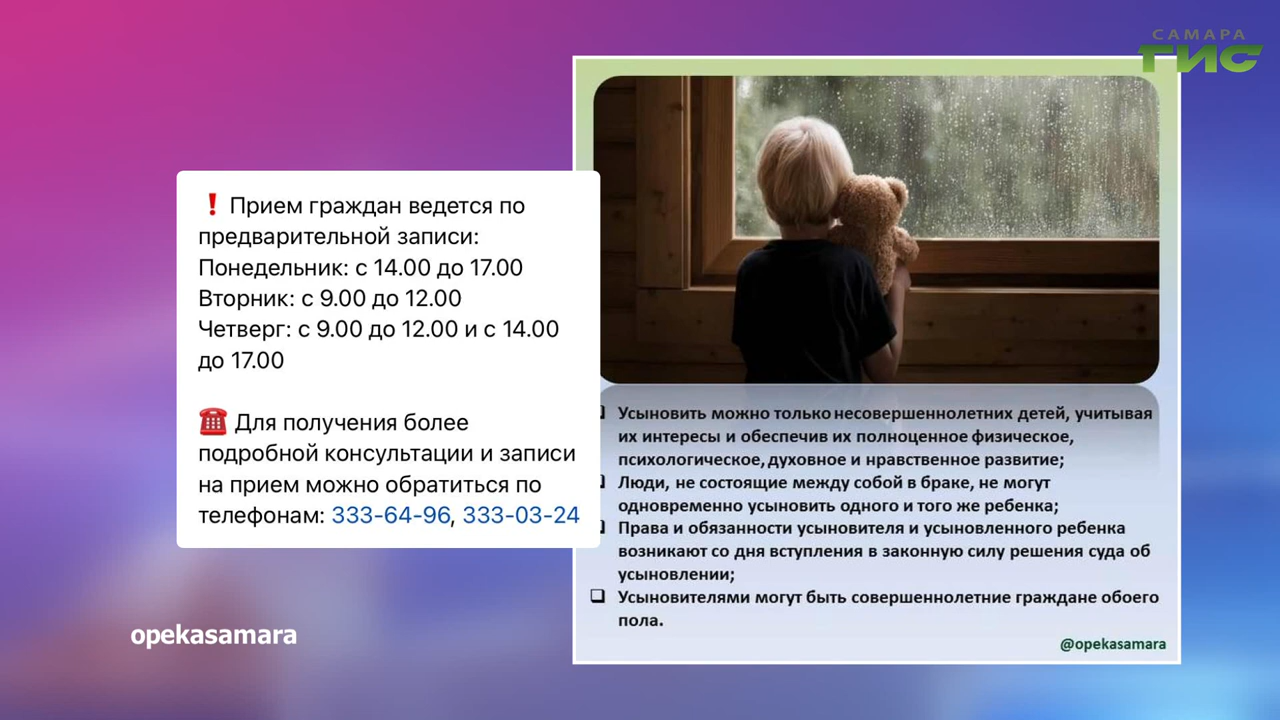 САМАРА
ГИС
❗ Прием граждан ведется по
предварительной записи:
Понедельник: с 14.00 до 17.00
Вторник: с 9.00 до 12.00
Четверг: с 9.00 до 12.00 и с 14.00
до 17.00
☎️ Для получения более
подробной консультации и записи
на прием можно обратиться по
телефонам: 333-64-96, 333-03-24
Усыновить можно только несовершеннолетних детей, учитывая
их интересы и обеспечив их полноценное физическое,
психологическое, духовное и нравственное развитие;
Люди, не состоящие между собой в браке, не могут
одновременно усыновить одного и того же ребенка;
Права и обязанности усыновителя и усыновленного ребенка
возникают со дня вступления в законную силу решения суда об
усыновлении;
❑ Усыновителями могут быть совершеннолетние граждане обоего
пола.
@opekasamara
opekasamara